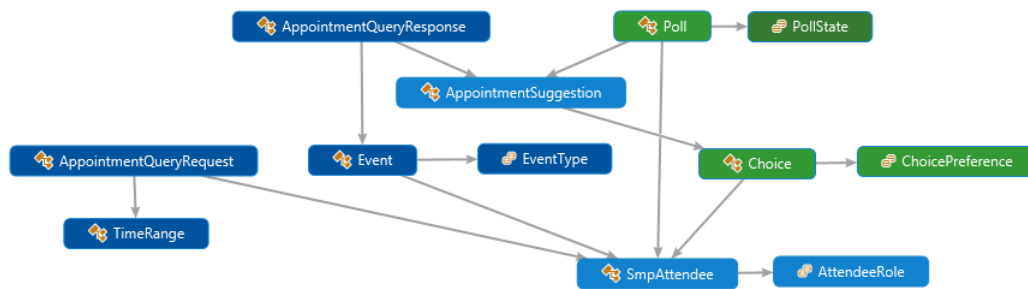 AppointmentQueryResponse
Poll
PollState
AppointmentSuggestion
AppointmentQueryRequest
Event
EventType
Choice
ChoicePreference
TimeRange
SmpAttendee
AttendeeRole